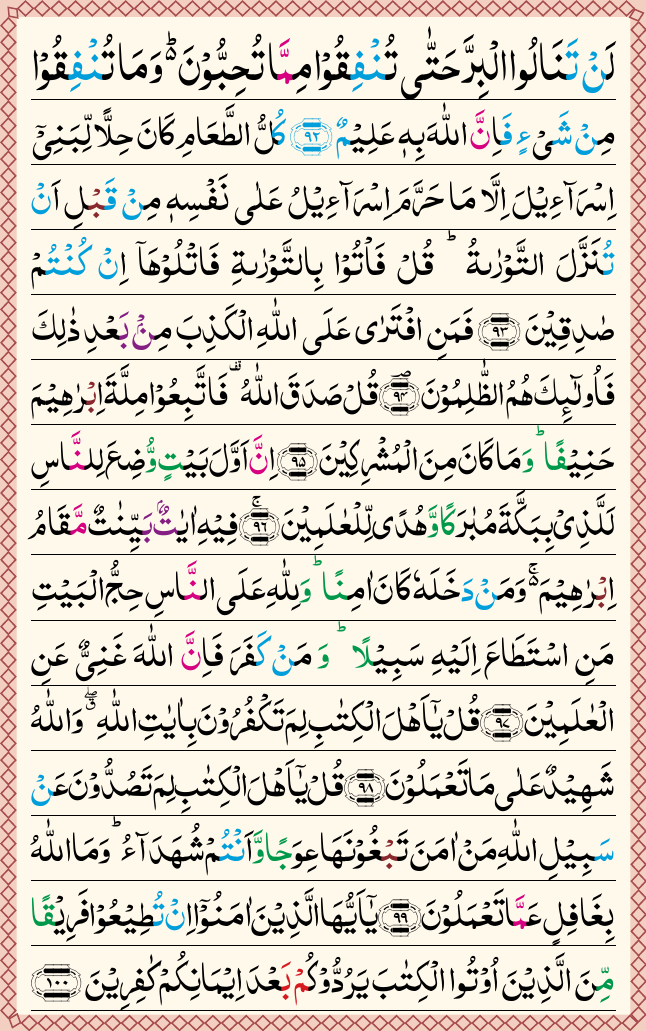 لَنْ تَنَالُوا الْبِرَّ حَتّٰى تُنْفِقُوْا مِمَّا تُحِبُّوْنَ ؕ۬ وَمَا تُنْفِقُوْا
مِنْ شَیْءٍ فَاِنَّ اللّٰهَ بِهٖ عَلِیْمٌ ﴿۹۲﴾ كُلُّ الطَّعَامِ كَانَ حِلًّا لِّبَنِیْۤ
اِسْرَآءِیْلَ اِلَّا مَا حَرَّمَ اِسْرَآءِیْلُ عَلٰی نَفْسِهٖ مِنْ قَبْلِ اَنْ
تُنَزَّلَ التَّوْرٰىةُ ؕ قُلْ فَاْتُوْا بِالتَّوْرٰىةِ فَاتْلُوْهَاۤ اِنْ كُنْتُمْ
صٰدِقِیْنَ ﴿۹۳﴾ فَمَنِ افْتَرٰی عَلَی اللّٰهِ الْكَذِبَ مِنْۢ بَعْدِ ذٰلِكَ
فَاُولٰٓئِكَ هُمُ الظّٰلِمُوْنَ ﴿۹۴﴾ؔ قُلْ صَدَقَ اللّٰهُ ۫ فَاتَّبِعُوْا مِلَّةَ اِبْرٰهِیْمَ
حَنِیْفًا ؕ وَمَا كَانَ مِنَ الْمُشْرِكِیْنَ ﴿۹۵﴾ اِنَّ اَوَّلَ بَیْتٍ وُّضِعَ لِلنَّاسِ
لَلَّذِیْ بِبَكَّةَ مُبٰرَكًا وَّهُدًی لِّلْعٰلَمِیْنَ ﴿۹۶﴾ۚ فِیْهِ اٰیٰتٌۢ بَیِّنٰتٌ مَّقَامُ
اِبْرٰهِیْمَ ۬ۚ وَمَنْ دَخَلَهٗ كَانَ اٰمِنًا ؕ وَلِلّٰهِ عَلَی النَّاسِ حِجُّ الْبَیْتِ
مَنِ اسْتَطَاعَ اِلَیْهِ سَبِیْلًا ؕ وَ مَنْ كَفَرَ فَاِنَّ اللّٰهَ غَنِیٌّ عَنِ
الْعٰلَمِیْنَ ﴿۹۷﴾ قُلْ یٰۤاَهْلَ الْكِتٰبِ لِمَ تَكْفُرُوْنَ بِاٰیٰتِ اللّٰهِ ۖۗ وَاللّٰهُ
شَهِیْدٌ عَلٰی مَا تَعْمَلُوْنَ ﴿۹۸﴾ قُلْ یٰۤاَهْلَ الْكِتٰبِ لِمَ تَصُدُّوْنَ عَنْ
سَبِیْلِ اللّٰهِ مَنْ اٰمَنَ تَبْغُوْنَهَا عِوَجًا وَّاَنْتُمْ شُهَدَآءُ ؕ وَمَا اللّٰهُ
بِغَافِلٍ عَمَّا تَعْمَلُوْنَ ﴿۹۹﴾ یٰۤاَیُّهَا الَّذِیْنَ اٰمَنُوْۤا اِنْ تُطِیْعُوْا فَرِیْقًا
مِّنَ الَّذِیْنَ اُوْتُوا الْكِتٰبَ یَرُدُّوْكُمْ بَعْدَ اِیْمَانِكُمْ كٰفِرِیْنَ ﴿۱۰۰﴾